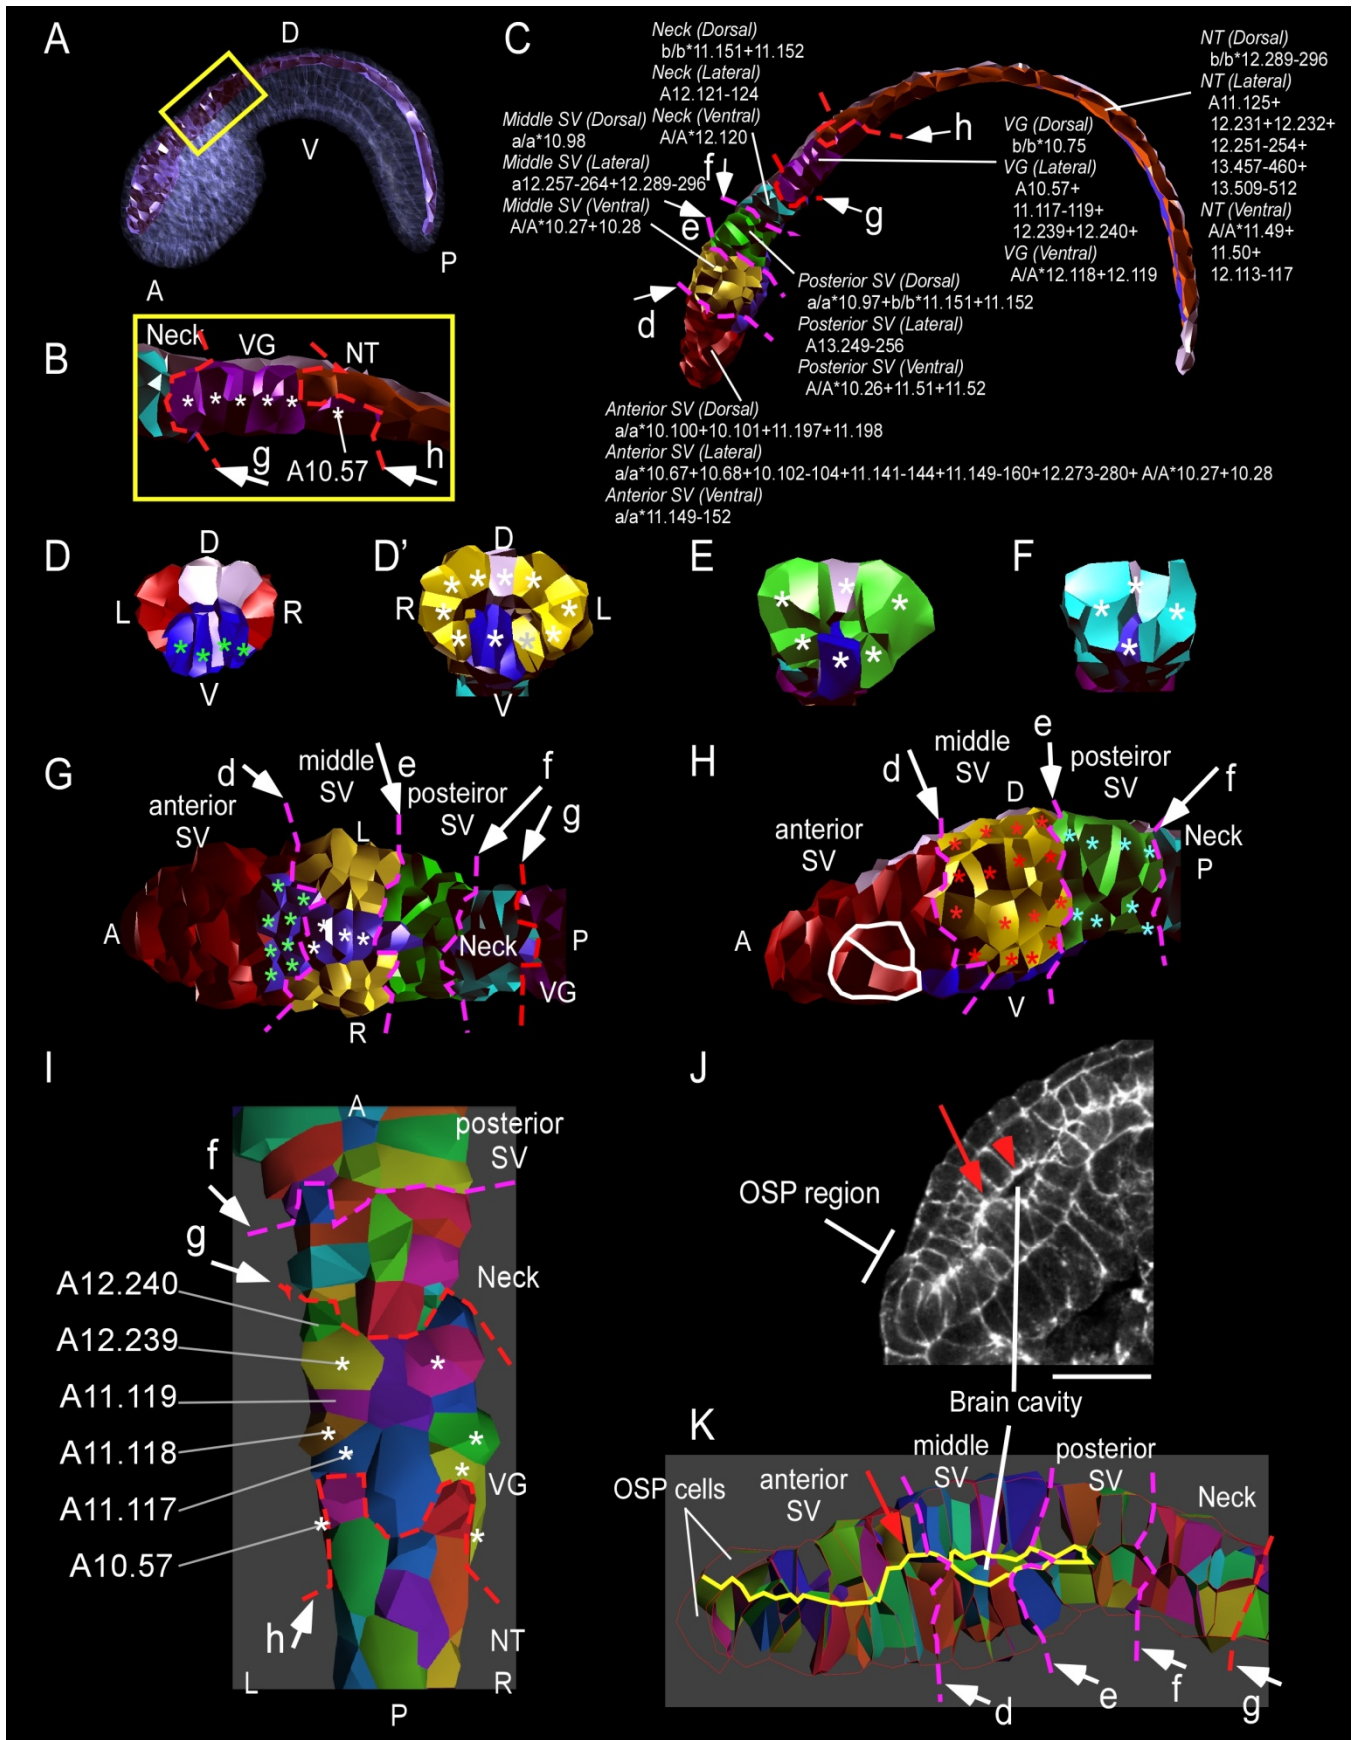 A
D
V
A
P
B
Neck
VG
NT
g
A10.57
h
C
Neck (Dorsal)
b/b*11.151+11.152
Neck (Lateral)
A12.121-124
Neck (Ventral)
A/A*12.120
Middle SV (Dorsal)
a/a*10.98
Middle SV (Lateral)
a12.257-264+12.289-296
Middle SV (Ventral)
A/A*10.27+10.28
f
e
d
h
g
VG (Dorsal)
b/b*10.75
VG (Lateral)
A10.57+
11.117-119+
12.239+12.240+
VG (Ventral)
A/A*12.118+12.119
NT (Dorsal)
b/b*12.289-296
NT (Lateral)
A11.125+
12.231+12.232+
12.251-254+
13.457-460+
13.509-512
NT (Ventral)
A/A*11.49+
11.50+
12.113-117
Posterior SV (Dorsal)
a/a*10.97+b/b*11.151+11.152
Posterior SV (Lateral)
A13.249-256
Posterior SV (Ventral)
A/A*10.26+11.51+11.52
Anterior SV (Dorsal)
a/a*10.100+10.101+11.197+11.198
Anterior SV (Lateral)
a/a*10.67+10.68+10.102-104+11.141-144+11.149-160+12.273-280+ A/A*10.27+10.28
Anterior SV (Ventral)
a/a*11.149-152
D
D
L
R
V
D'
D
R
L
V
E
F
G
anterior
SV
d
middle
SV
e
posteiror
SV
f
g
L
A
Neck
P
VG
R
H
anterior
SV
d
middle
SV
D
e
posteiror
SV
f
Neck
P
A
V
I
A
posterior
SV
f
g
Neck
A12.240
A12.239
A11.119
A11.118
A11.117
A10.57
VG
h
NT
L
R
P
J
OSP region
Brain cavity
K
OSP cells
anterior
SV
middle
SV
posterior
SV
Neck
d
e
f
g